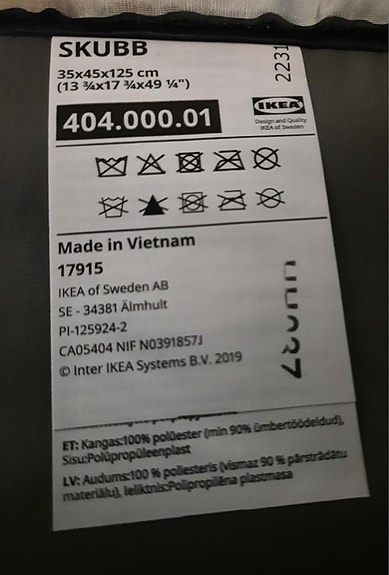 SKUBB
2231
35x45x125 cm
(13 ¾x17 ¾x49 ¼")
404.000.01
IKEA
Design and Quality
IKEA of Sweden
Made in Vietnam
17915
IKEA of Sweden AB
SE - 34381 Älmhult
PI-125924-2
CA05404 NIF N0391857J
© Inter IKEA Systems B.V. 2019
ET: Kangas:100% polüester (min 90% ümbertöödeldud),
Sisu:Polüpropüleenplast
LV: Audums:100 % poliesteris (vismaz 90 % pārstrādātu
materiālu), Ieliktnis:Polipropilēna plastmasa